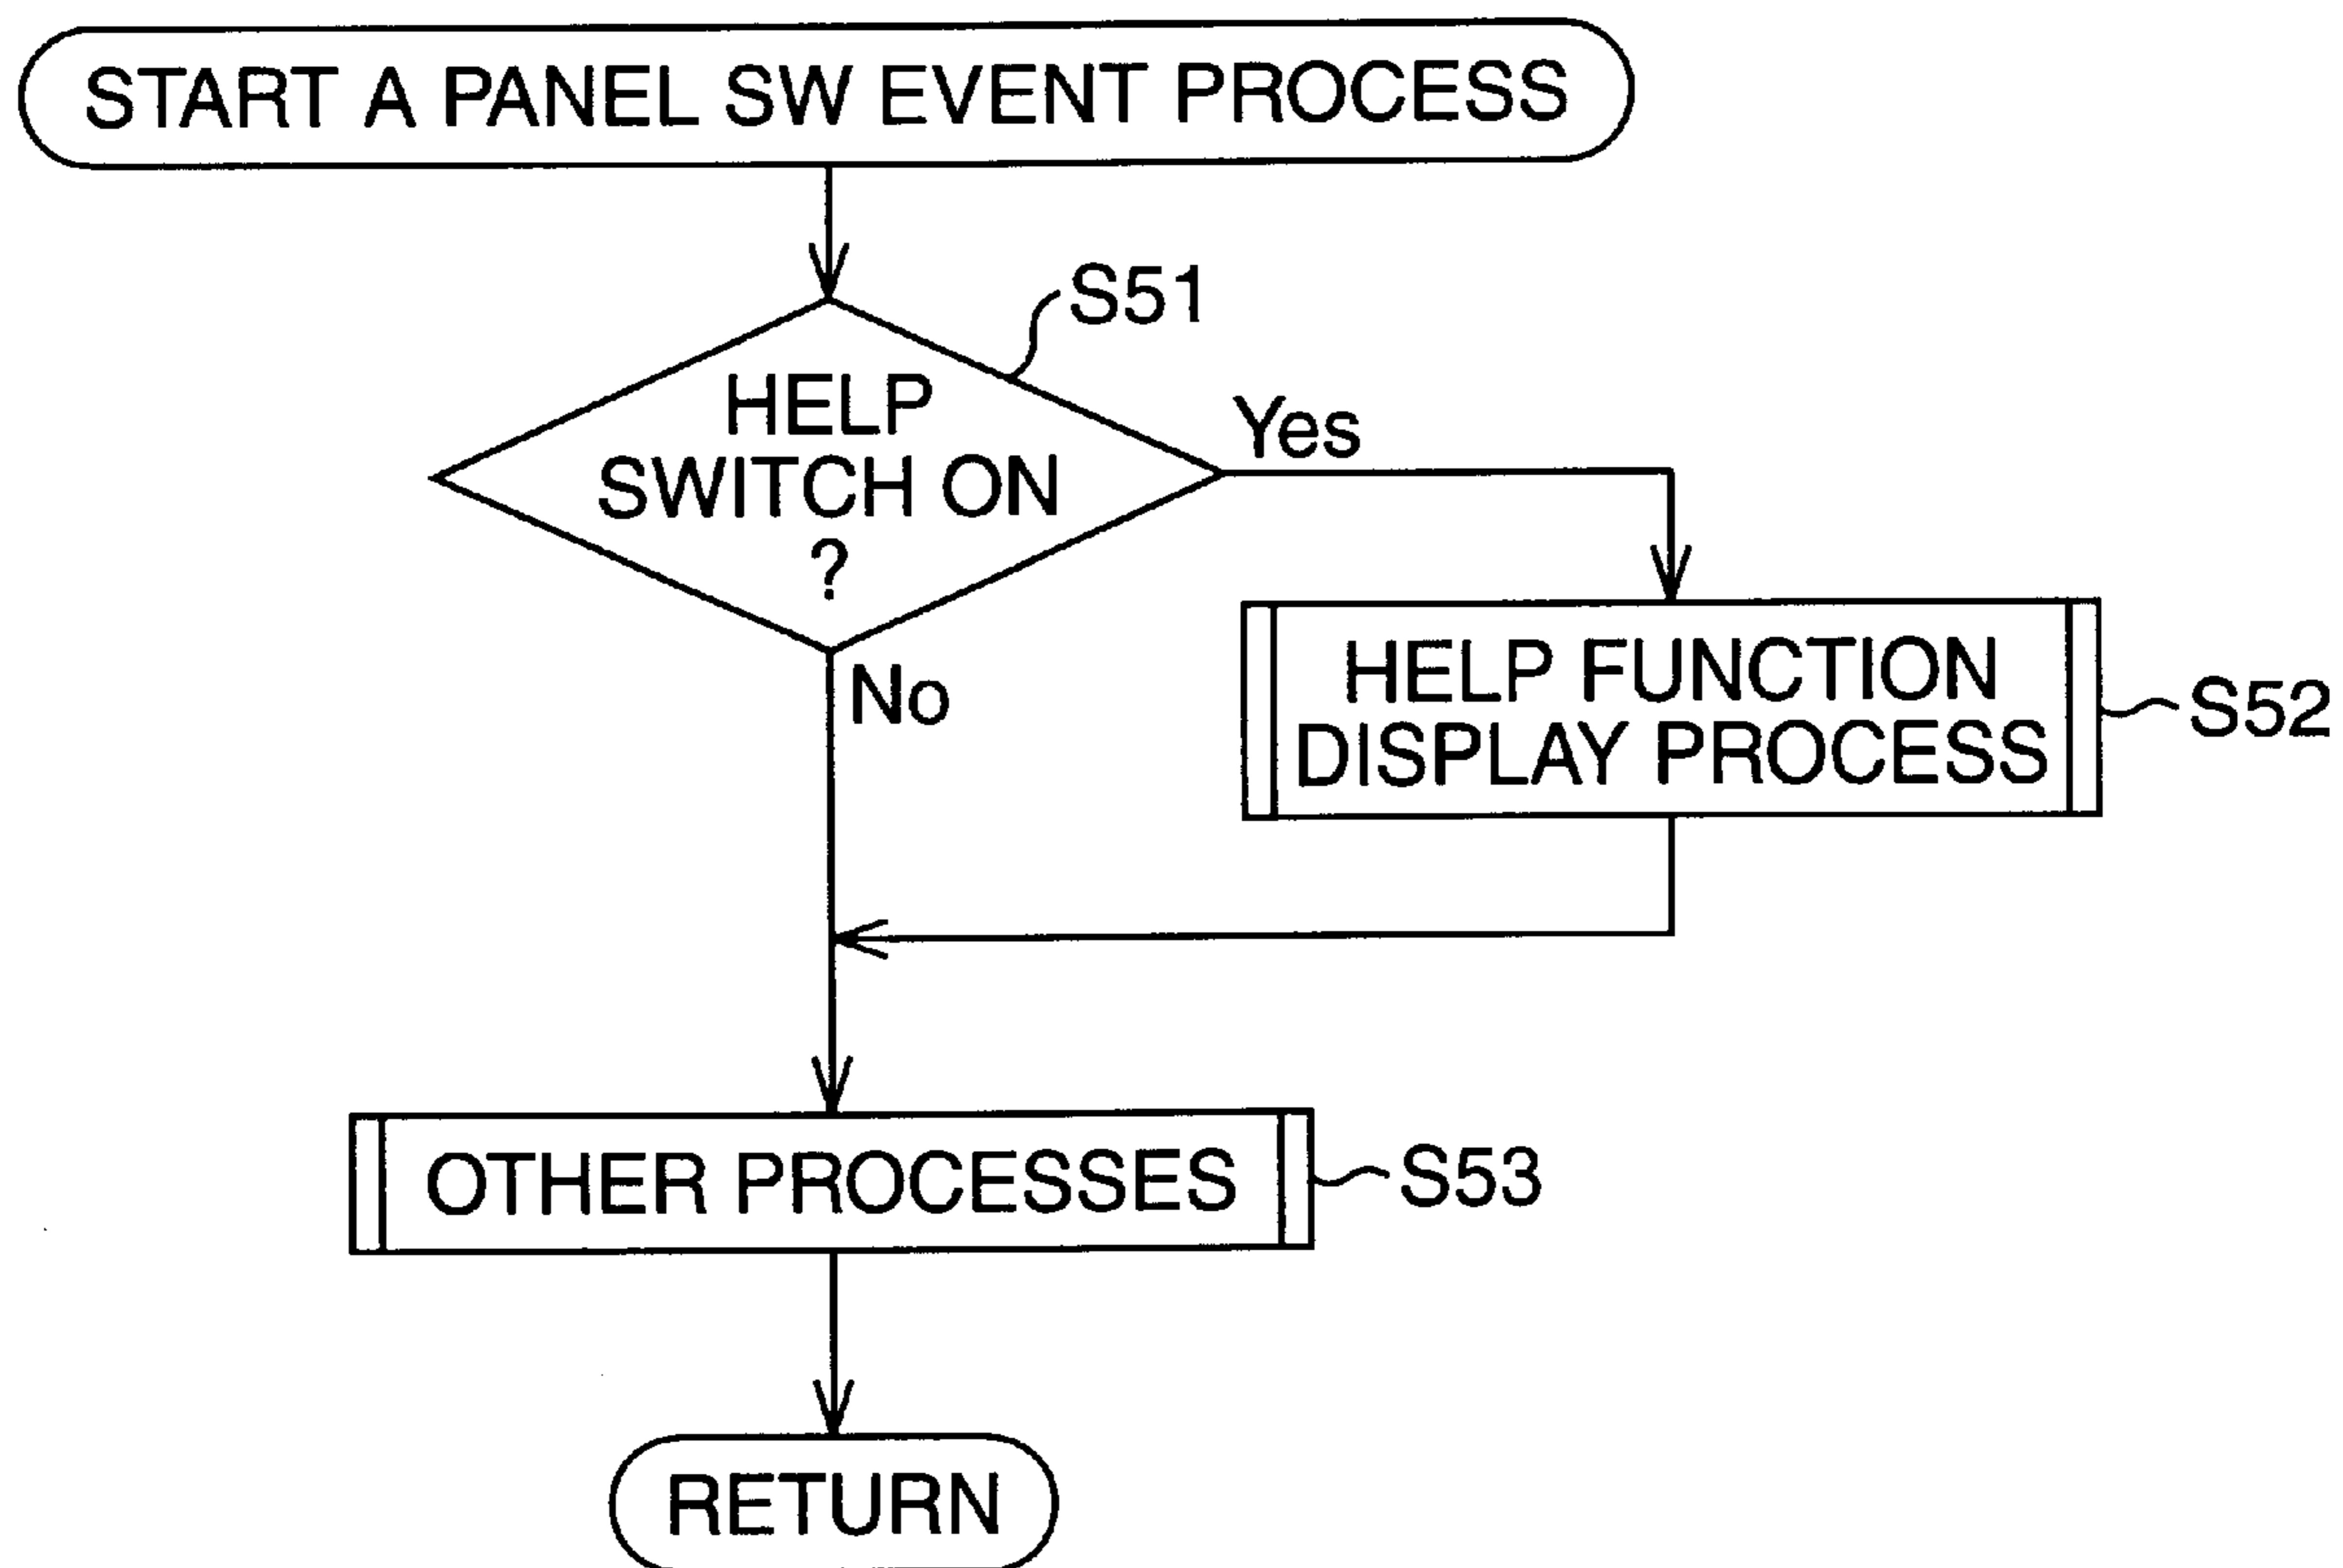 START A PANEL SW EVENT PROCESS
S51
HELP
SWITCH ON
?
Yes
No
HELP FUNCTION
DISPLAY PROCESS
S52
OTHER PROCESSES
S53
RETURN